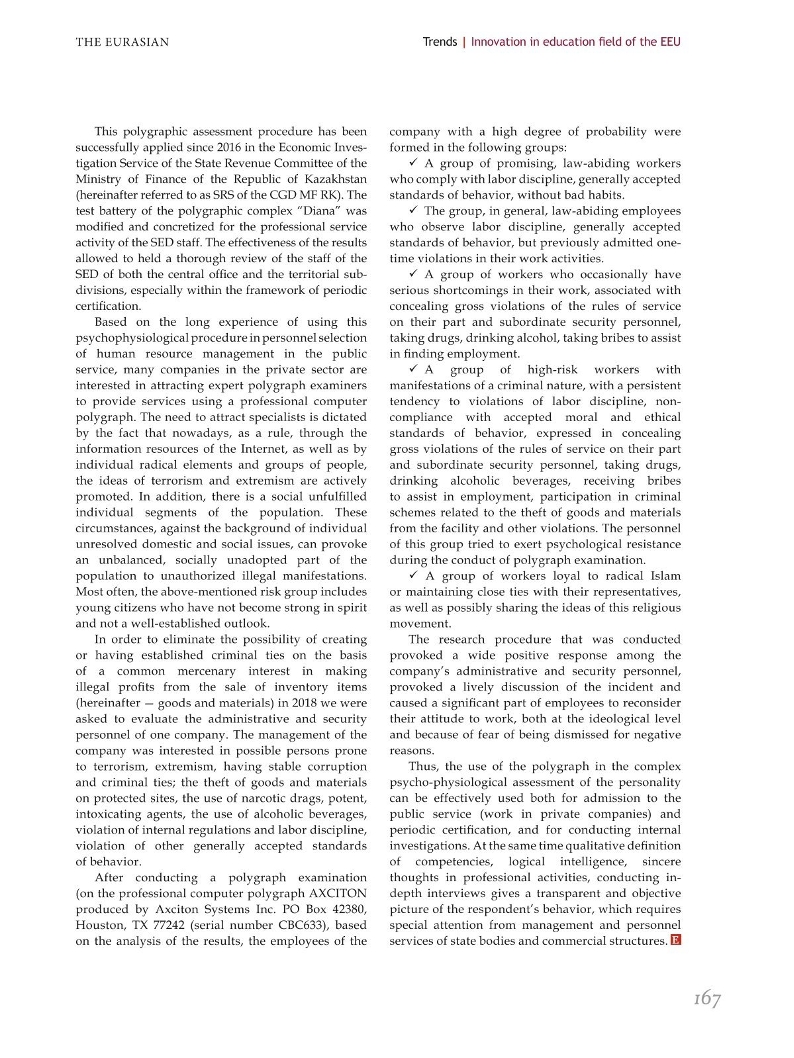 THE EURASIAN
Trends | Innovation in education field of the EEU
This polygraphic assessment procedure has been
successfully applied since 2016 in the Economic Inves-
tigation Service of the State Revenue Committee of the
Ministry of Finance of the Republic of Kazakhstan
(hereinafter referred to as SRS of the CGD MF RK). The
test battery of the polygraphic complex “Diana” was
modified and concretized for the professional service
activity of the SED staff. The effectiveness of the results
allowed to held a thorough review of the staff of the
SED of both the central office and the territorial sub-
divisions, especially within the framework of periodic
certification.
Based on the long experience of using this
psychophysiological procedure in personnel selection
of human resource management in the public
service, many companies in the private sector are
interested in attracting expert polygraph examiners
to provide services using a professional computer
polygraph. The need to attract specialists is dictated
by the fact that nowadays, as a rule, through the
information resources of the Internet, as well as by
individual radical elements and groups of people,
the ideas of terrorism and extremism are actively
promoted. In addition, there is a social unfulfilled
individual segments of the population. These
circumstances, against the background of individual
unresolved domestic and social issues, can provoke
an unbalanced, socially unadopted part of the
population to unauthorized illegal manifestations.
Most often, the above-mentioned risk group includes
young citizens who have not become strong in spirit
and not a well-established outlook.
In order to eliminate the possibility of creating
or having established criminal ties on the basis
of a common mercenary interest in making
illegal profits from the sale of inventory items
(hereinafter — goods and materials) in 2018 we were
asked to evaluate the administrative and security
personnel of one company. The management of the
company was interested in possible persons prone
to terrorism, extremism, having stable corruption
and criminal ties; the theft of goods and materials
on protected sites, the use of narcotic drags, potent,
intoxicating agents, the use of alcoholic beverages,
violation of internal regulations and labor discipline,
violation of other generally accepted standards
of behavior.
After conducting a polygraph examination
(on the professional computer polygraph AXCITON
produced by Axciton Systems Inc. PO Box 42380,
Houston, TX 77242 (serial number CBC633), based
on the analysis of the results, the employees of the
company with a high degree of probability were
formed in the following groups:
✓ A group of promising, law-abiding workers
who comply with labor discipline, generally accepted
standards of behavior, without bad habits.
✓ The group, in general, law-abiding employees
who observe labor discipline, generally accepted
standards of behavior, but previously admitted one-
time violations in their work activities.
✓ A group of workers who occasionally have
serious shortcomings in their work, associated with
concealing gross violations of the rules of service
on their part and subordinate security personnel,
taking drugs, drinking alcohol, taking bribes to assist
in finding employment.
✓ A group of high-risk workers with
manifestations of a criminal nature, with a persistent
tendency to violations of labor discipline, non-
compliance with accepted moral and ethical
standards of behavior, expressed in concealing
gross violations of the rules of service on their part
and subordinate security personnel, taking drugs,
drinking alcoholic beverages, receiving bribes
to assist in employment, participation in criminal
schemes related to the theft of goods and materials
from the facility and other violations. The personnel
of this group tried to exert psychological resistance
during the conduct of polygraph examination.
✓ A group of workers loyal to radical Islam
or maintaining close ties with their representatives,
as well as possibly sharing the ideas of this religious
movement.
The research procedure that was conducted
provoked a wide positive response among the
company’s administrative and security personnel,
provoked a lively discussion of the incident and
caused a significant part of employees to reconsider
their attitude to work, both at the ideological level
and because of fear of being dismissed for negative
reasons.
Thus, the use of the polygraph in the complex
psycho-physiological assessment of the personality
can be effectively used both for admission to the
public service (work in private companies) and
periodic certification, and for conducting internal
investigations. At the same time qualitative definition
of competencies, logical intelligence, sincere
thoughts in professional activities, conducting in-
depth interviews gives a transparent and objective
picture of the respondent’s behavior, which requires
special attention from management and personnel
services of state bodies and commercial structures. E
167